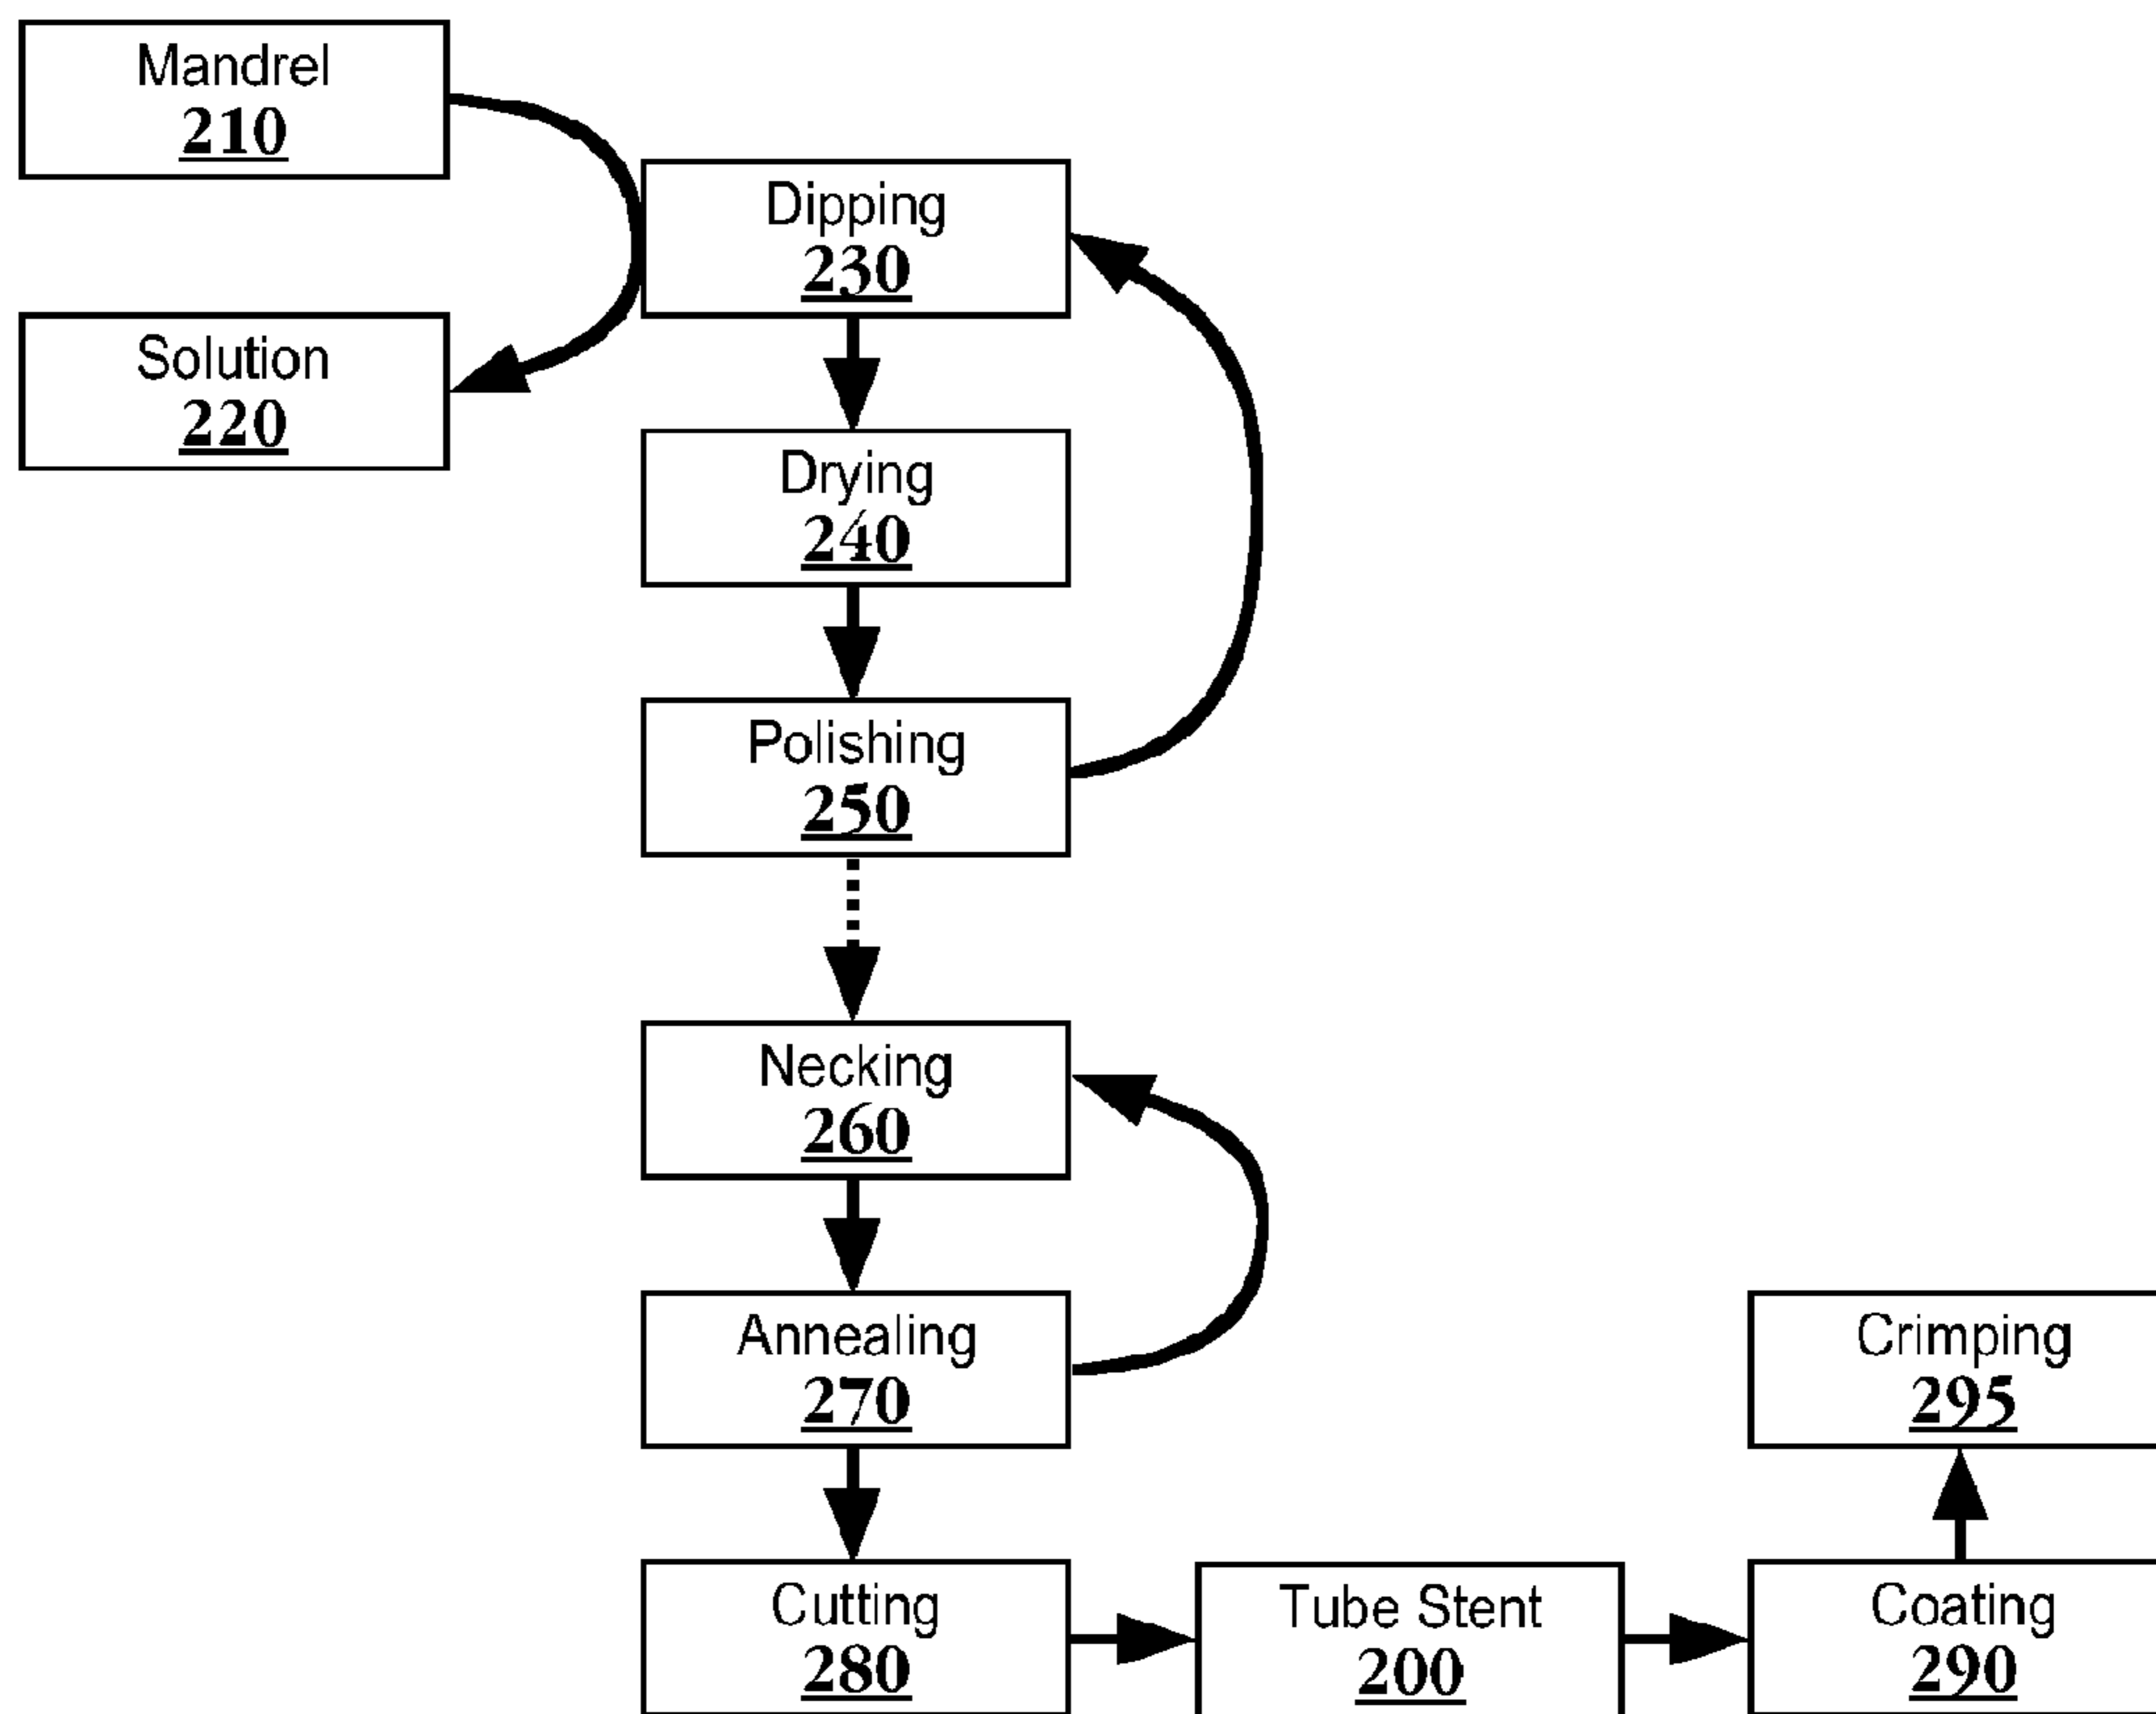 Mandrel
210
Solution
220
Dipping
230
Drying
240
Polishing
250
Necking
260
Annealing
270
Cutting
280
Tube Stent
200
Coating
290
Crimping
295